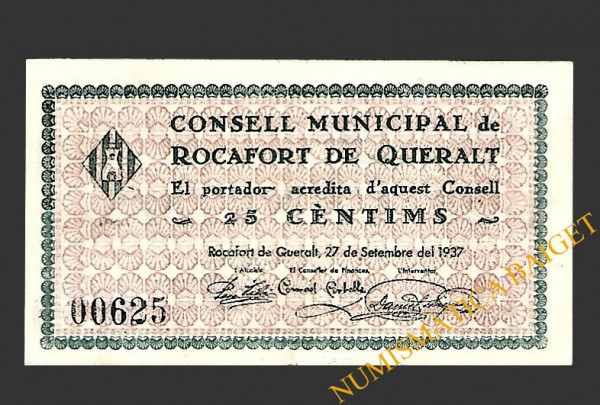 CONSELL MUNICIPAL de
ROCAFORT DE QUERALT
El portador acredita d'aquest Consell
25 CÈNTIMS
Rocafort de Queralt, 27 de Setembre del 1937
L'Alcalde, El Conseller de Finances, L'Interventor,
00625
NUMISMATICA BAIGET